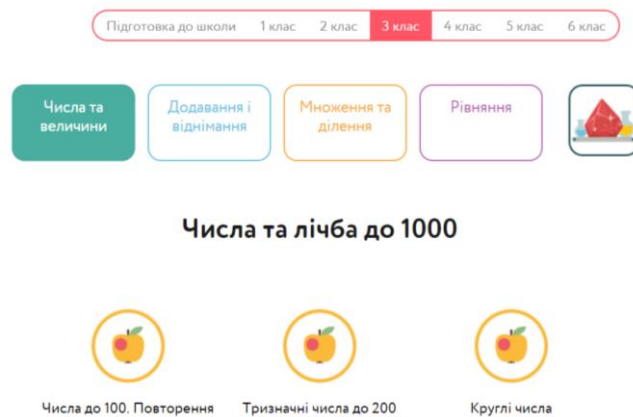 Підготовка до школи 1 клас 2 клас 3 клас 4 клас 5 клас 6 клас
Числа та величини
Додавання і віднімання
Множення та ділення
Рівняння
Числа та лічба до 1000
Числа до 100. Повторення
Тризначні числа до 200
Круглі числа